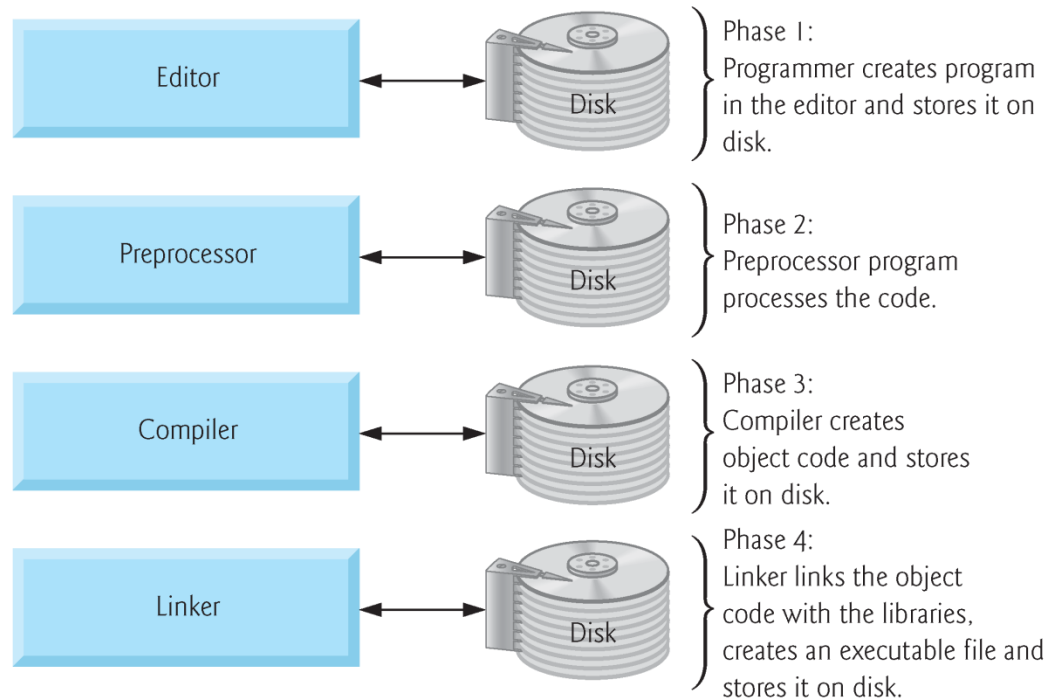 Editor
Disk
Phase 1:
Programmer creates program
in the editor and stores it on
disk.
Preprocessor
Disk
Phase 2:
Preprocessor program
processes the code.
Compiler
Disk
Phase 3:
Compiler creates
object code and stores
it on disk.
Linker
Disk
Phase 4:
Linker links the object
code with the libraries,
creates an executable file and
stores it on disk.